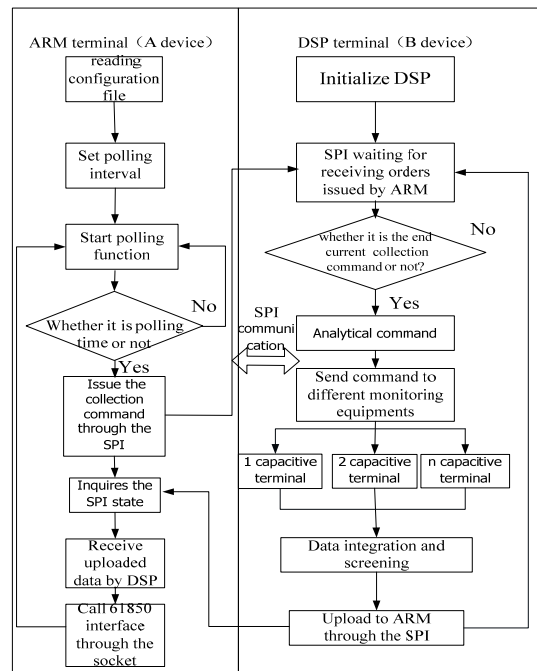 ARM terminal (A device)
reading
configuration
file
Set polling
interval
Start polling
function
No
Whether it is polling
time or not
Yes
Issue the
collection
command
through the
SPI
Inquires the
SPI state
Receive
uploaded
data by DSP
Call 61850
interface
through the
socket
SPI
communi
cation
DSP terminal (B device)
Initialize DSP
SPI waiting for
receiving orders
issued by ARM
No
whether it is the end
current collection
command or not?
Yes
Analytical command
Send command to
different monitoring
equipments
1 capacitive
terminal
2 capacitive
terminal
n capacitive
terminal
Data integration and
screening
Upload to ARM
through the SPI